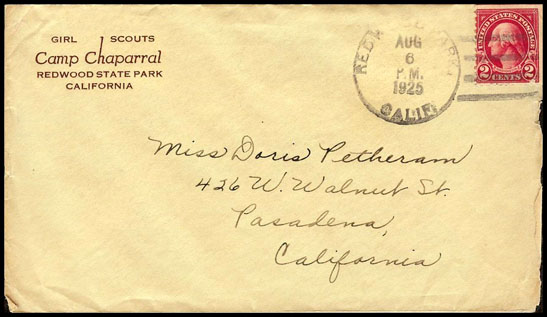 GIRL SCOUTS
Camp Chaparral
REDWOOD STATE PARK
CALIFORNIA
AUG
6
P.M.
1925
CALIF.
UNITED STATES POSTAGE
2 CENTS 2
Miss Doris Petheram
426 W. Walnut St.
Pasadena,
California